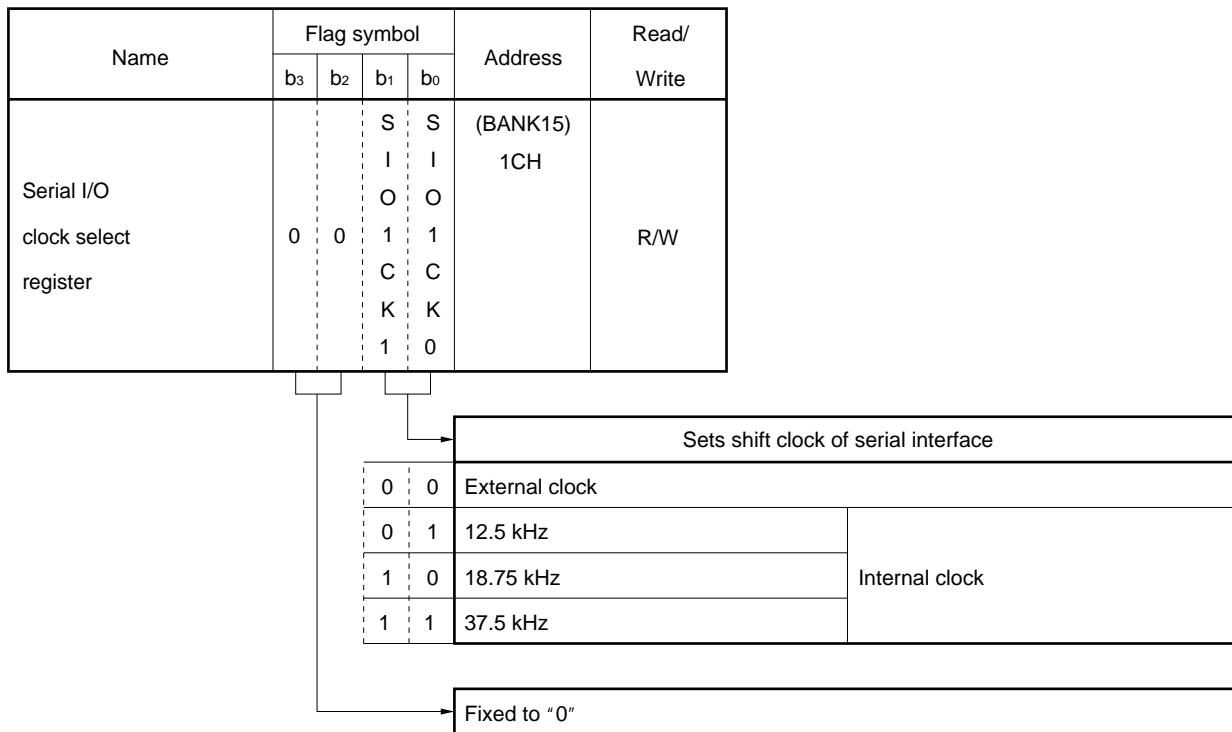 Name Flag symbol Address Read/
Write
b3 b2 b1 b0
Serial I/O
clock select
register
0 0 SIO1CK1 SIO1CK0
(BANK15)
1CH
R/W
Sets shift clock of serial interface
0 0 External clock
0 1 12.5 kHz
1 0 18.75 kHz Internal clock
1 1 37.5 kHz
Fixed to "0"